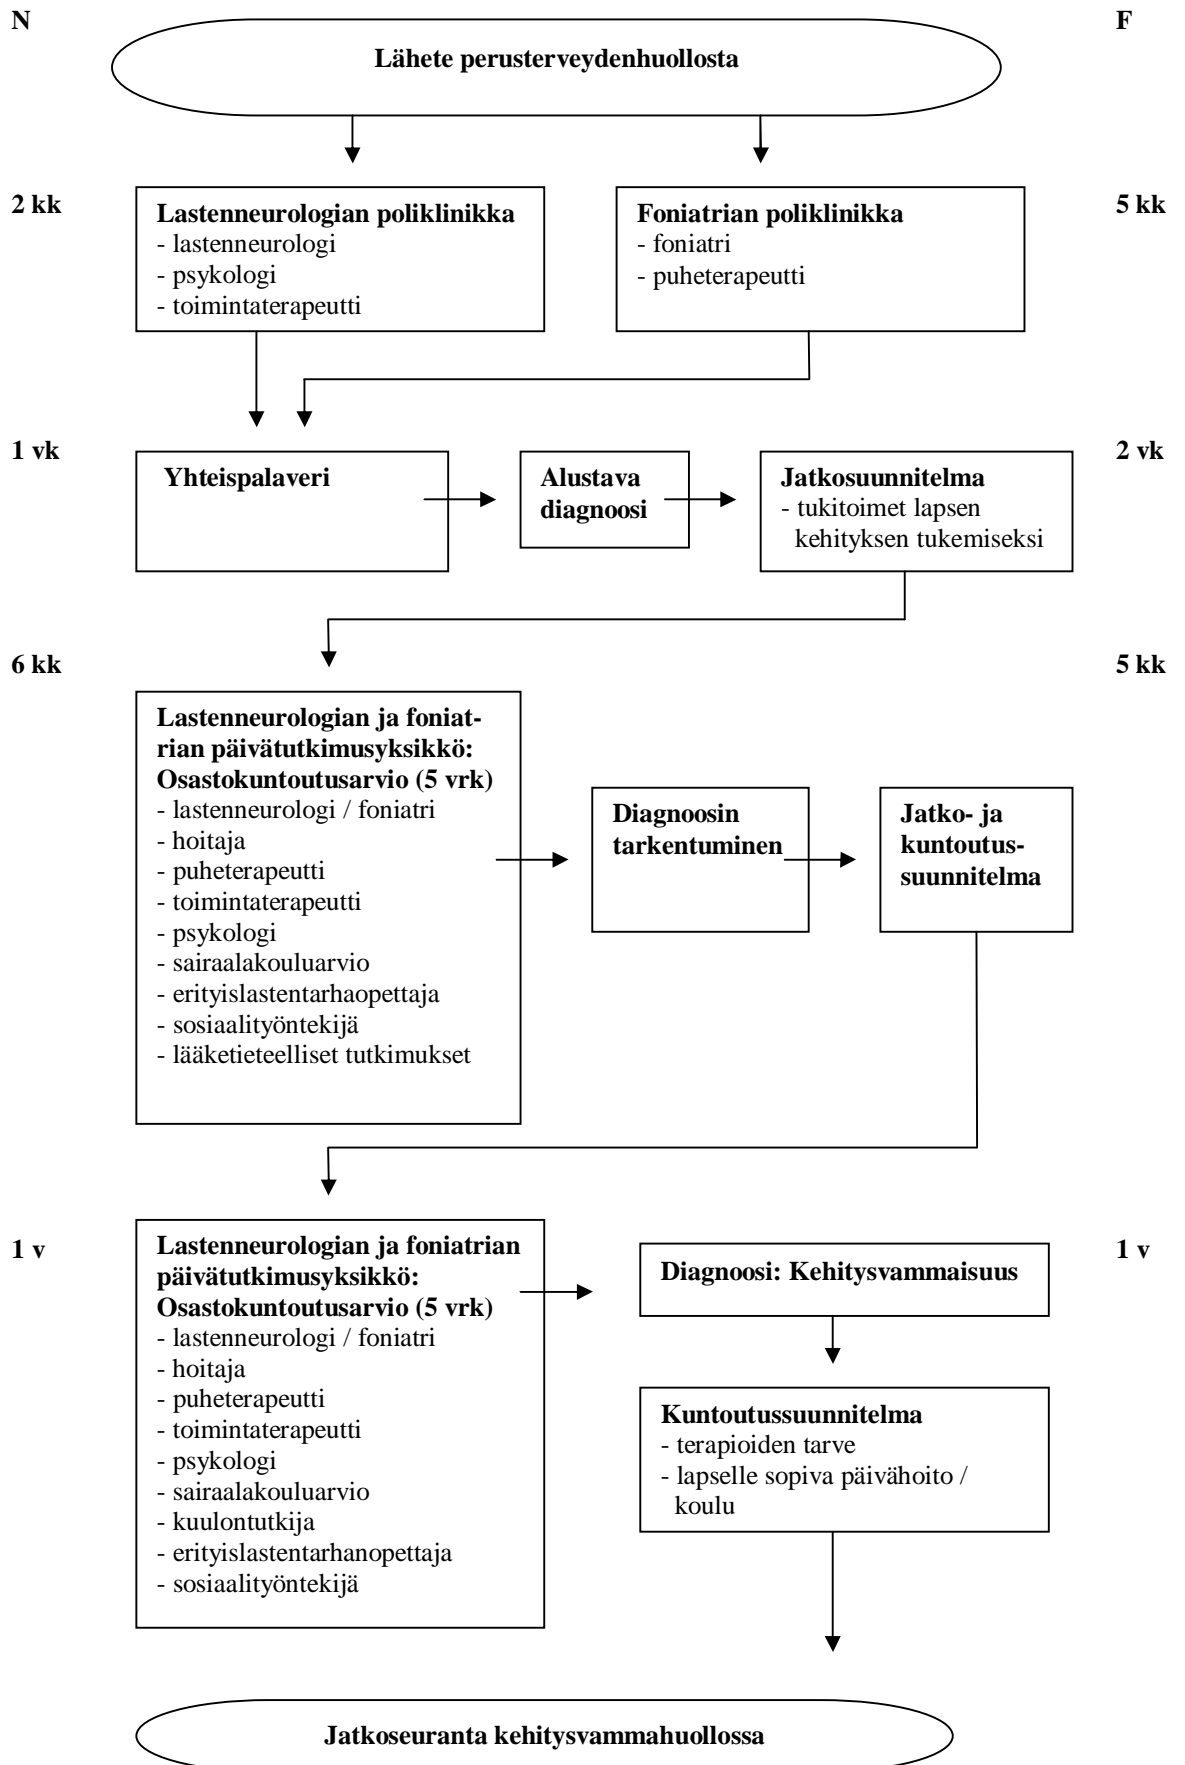 N
F
Lähete perusterveydenhuollosta
2 kk
Lastenneurologian poliklinikka
- lastenneurologi
- psykologi
- toimintaterapeutti
Foniatrian poliklinikka
- foniatri
- puheterapeutti
5 kk
1 vk
Yhteispalaveri
Alustava
diagnoosi
Jatkosuunnitelma
- tukitoimet lapsen
kehityksen tukemiseksi
2 vk
6 kk
5 kk
Lastenneurologian ja foniat-
rian päivätutkimusyksikkö:
Osastokuntoutusarvio (5 vrk)
- lastenneurologi / foniatri
- hoitaja
- puheterapeutti
- toimintaterapeutti
- psykologi
- sairaalakouluarvio
- erityislastentarhaopettaja
- sosiaalityöntekijä
- lääketieteelliset tutkimukset
Diagnoosin
tarkentuminen
Jatko- ja
kuntoutus-
suunnitelma
1 v
Lastenneurologian ja foniatrian
päivätutkimusyksikkö:
Osastokuntoutusarvio (5 vrk)
- lastenneurologi / foniatri
- hoitaja
- puheterapeutti
- toimintaterapeutti
- psykologi
- sairaalakouluarvio
- kuulontutkija
- erityislastentarhanopettaja
- sosiaalityöntekijä
Diagnoosi: Kehitysvammaisuus
1 v
Kuntoutussuunnitelma
- terapioiden tarve
- lapselle sopiva päivähoito /
koulu
Jatkoseuranta kehitysvammahuollossa